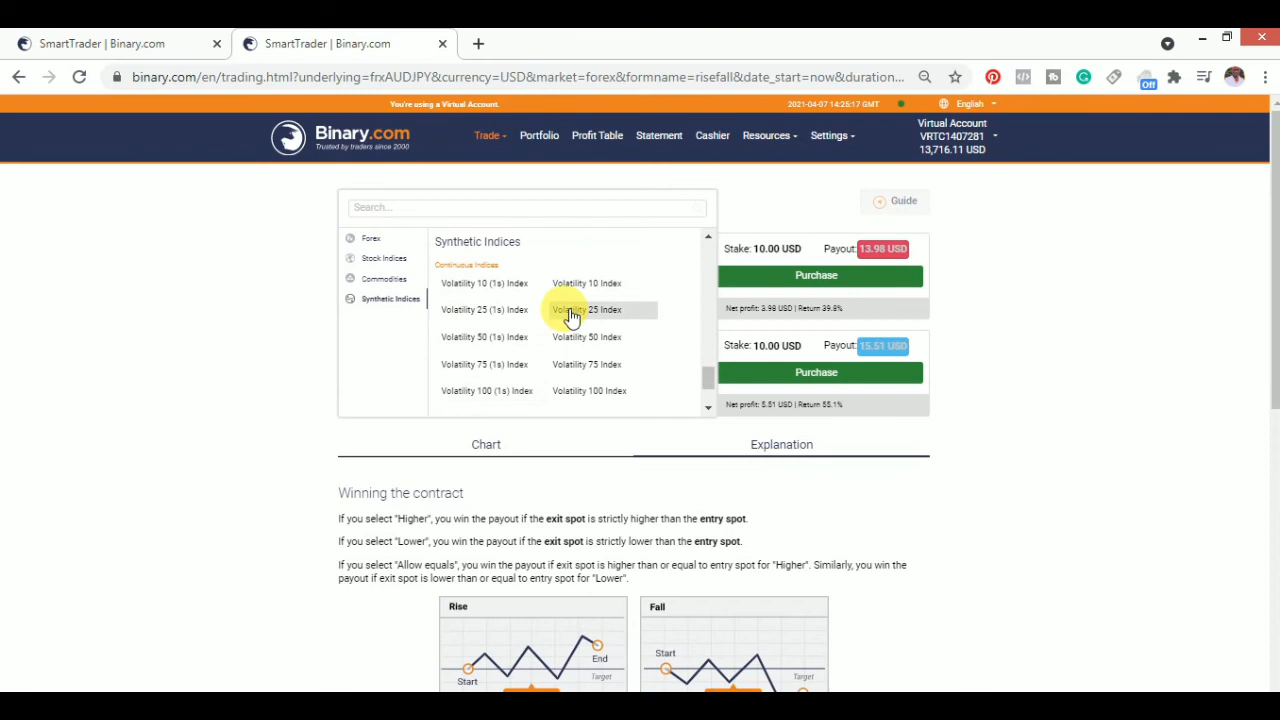 SmartTrader | Binary.com
SmartTrader | Binary.com
binary.com/en/trading.html?underlying=frxAUDJPY&currency=USD&market=forex&formname=risefall&date_start=now&duration...
Off
You're using a Virtual Account.
2021-04-07 14:25:17 GMT
English
Binary.com
Trusted by traders since 2000
Trade
Portfolio
Profit Table
Statement
Cashier
Resources
Settings
Virtual Account
VRTC1407281
13,716.11 USD
Search...
Guide
Forex
Stock Indices
Commodities
Synthetic Indices
Synthetic Indices
Continuous Indices
Volatility 10 (1s) Index
Volatility 10 Index
Volatility 25 (1s) Index
Volatility 25 Index
Volatility 50 (1s) Index
Volatility 50 Index
Volatility 75 (1s) Index
Volatility 75 Index
Volatility 100 (1s) Index
Volatility 100 Index
Stake: 10.00 USD
Payout: 13.98 USD
Purchase
Net profit: 3.98 USD | Return 39.8%
Stake: 10.00 USD
Payout: 15.51 USD
Purchase
Net profit: 5.51 USD | Return 55.1%
Chart
Explanation
Winning the contract
If you select "Higher", you win the payout if the exit spot is strictly higher than the entry spot.
If you select "Lower", you win the payout if the exit spot is strictly lower than the entry spot.
If you select "Allow equals", you win the payout if exit spot is higher than or equal to entry spot for "Higher". Similarly, you win the
payout if exit spot is lower than or equal to entry spot for "Lower".
Rise
End
Start
Target
Fall
Start
Target